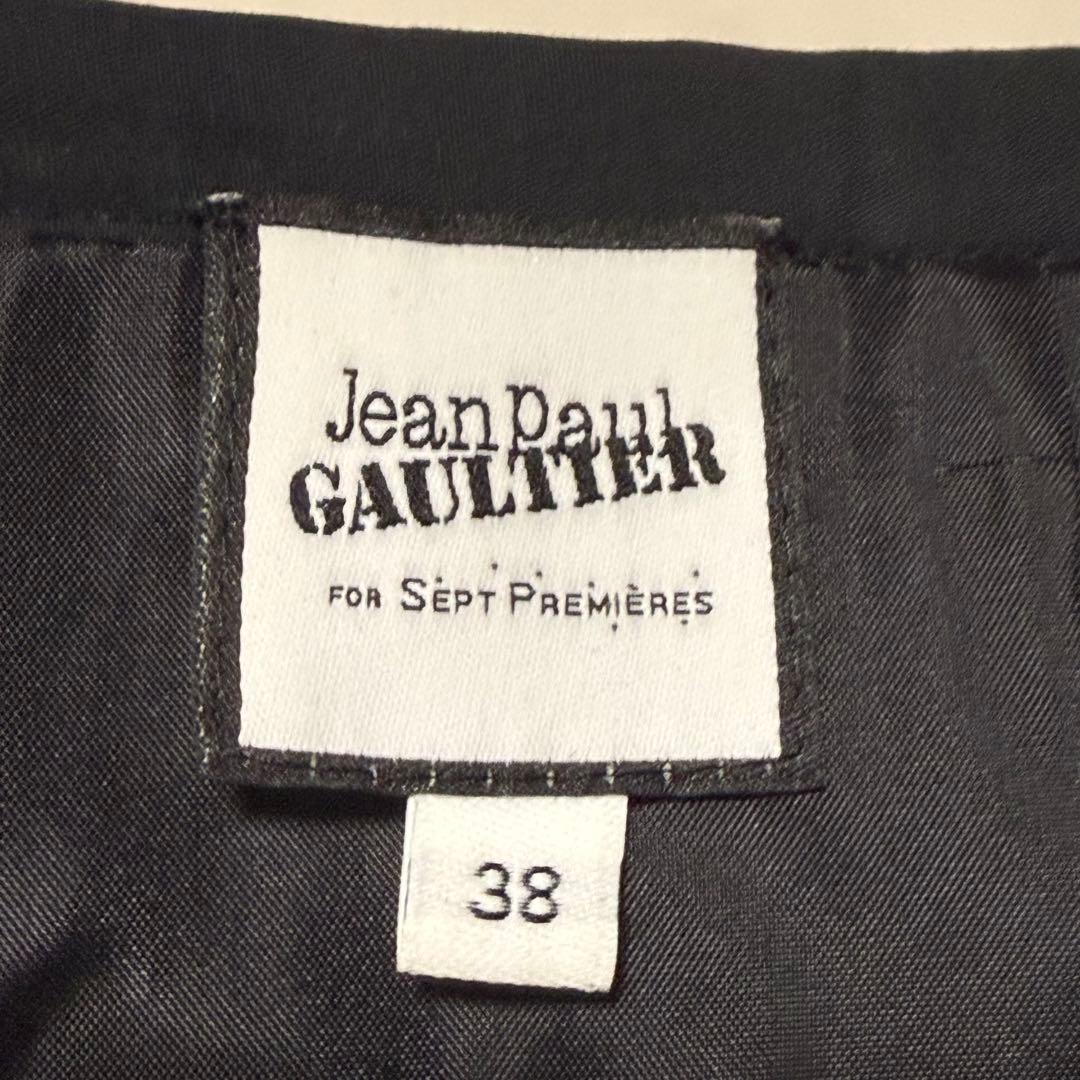 Jean Paul
GAULTIER
FOR SEPT PREMIÈRES
38